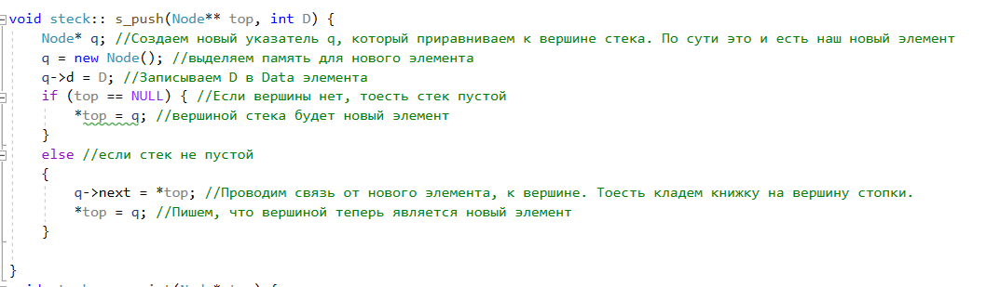 void steck:: s_push(Node** top, int D) {
    Node* q; //Создаем новый указатель q, который приравниваем к вершине стека. По сути это и есть наш новый элемент
    q = new Node(); //выделяем память для нового элемента
    q->d = D; //Записываем D в Data элемента
    if (top == NULL) { //Если вершины нет, тоесть стек пустой
        *top = q; //вершиной стека будет новый элемент
    }
    else //если стек не пустой
    {
        q->next = *top; //Проводим связь от нового элемента, к вершине. Тоесть кладем книжку на вершину стопки.
        *top = q; //Пишем, что вершиной теперь является новый элемент
    }
}